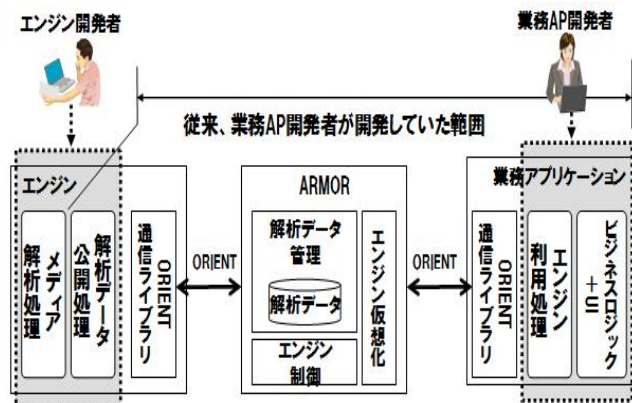 エンジン開発者
業務AP開発者
従来、業務AP開発者が開発していた範囲
エンジン
メディア
解析処理
解析データ
公開処理
ORIENT
通信ライブラリ
ORIENT
ARMOR
解析データ
管理
解析データ
エンジン
制御
エンジン仮想化
ORIENT
業務アプリケーション
ORIENT
通信ライブラリ
エンジン
利用処理
ビジネスロジック
+UI